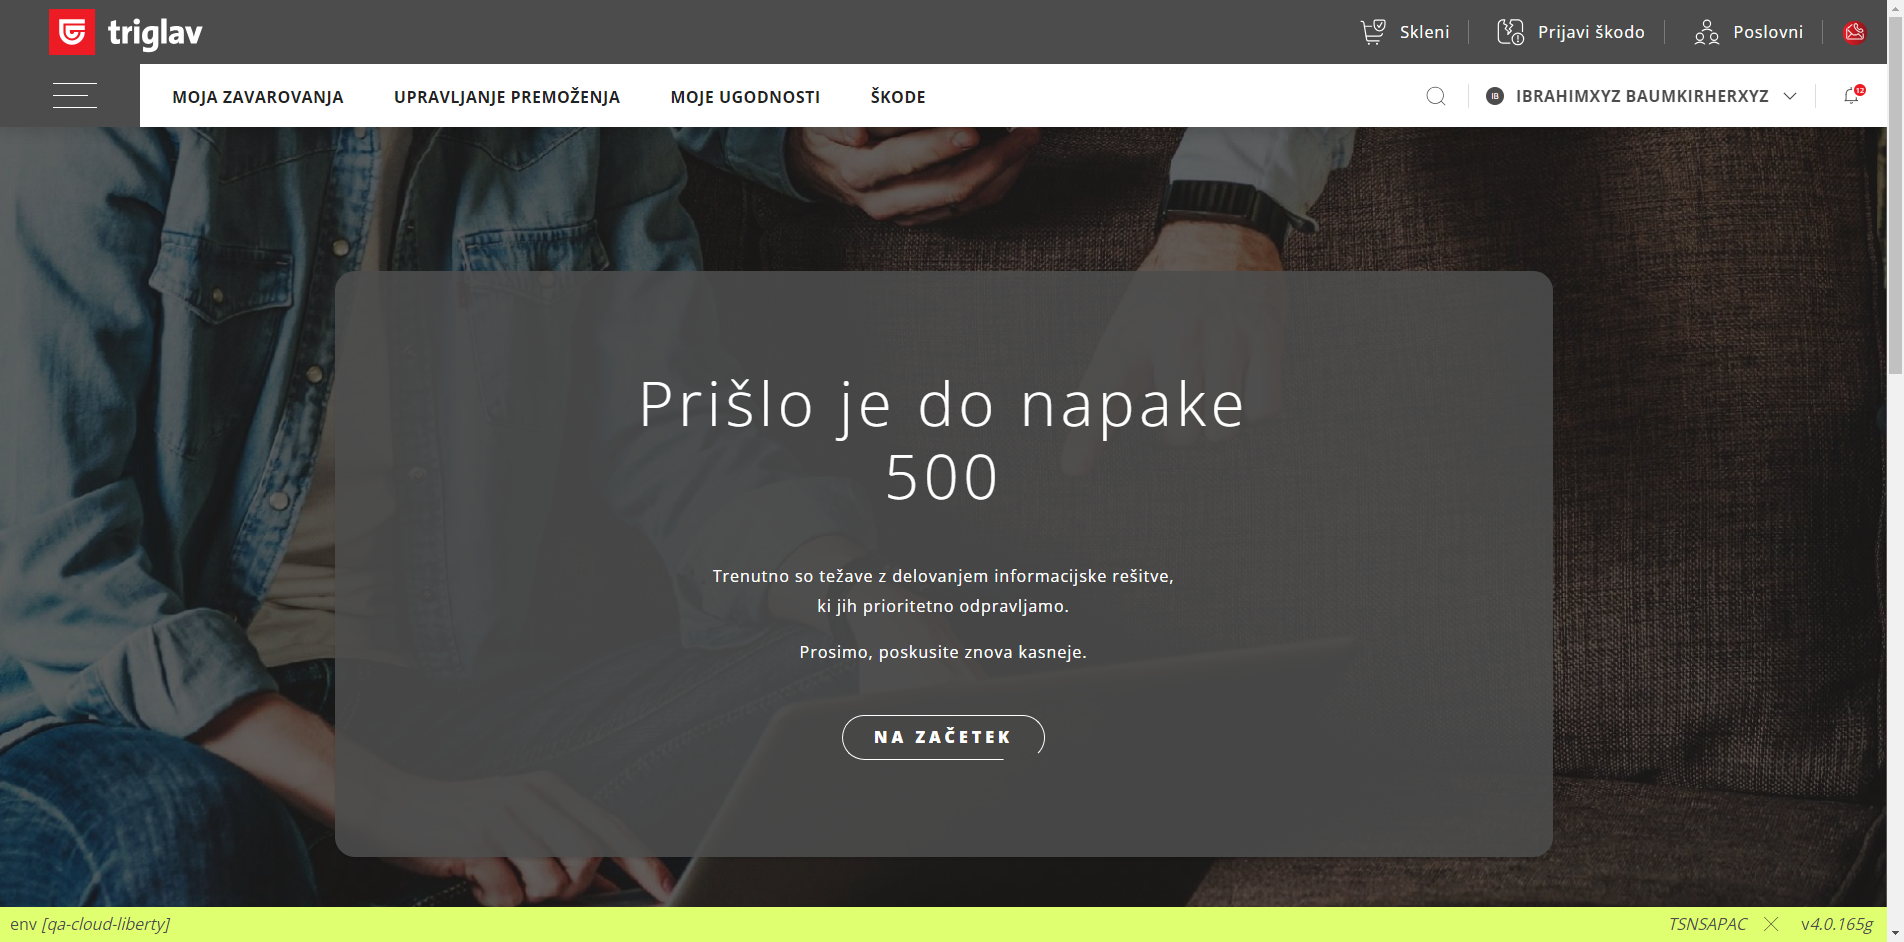 triglav
Skleni
Prijavi škodo
Poslovni
MOJA ZAVAROVANJA
UPRAVLJANJE PREMOŽENJA
MOJE UGODNOSTI
ŠKODE
IB
IBRAHIMXYZ BAUMKIRHERXYZ
12
Prišlo je do napake
500
Trenutno so težave z delovanjem informacijske rešitve,
ki jih prioritetno odpravljamo.
Prosimo, poskusite znova kasneje.
NA ZAČETEK
env [qa-cloud-liberty]
TSNSAPAC
v4.0.165g